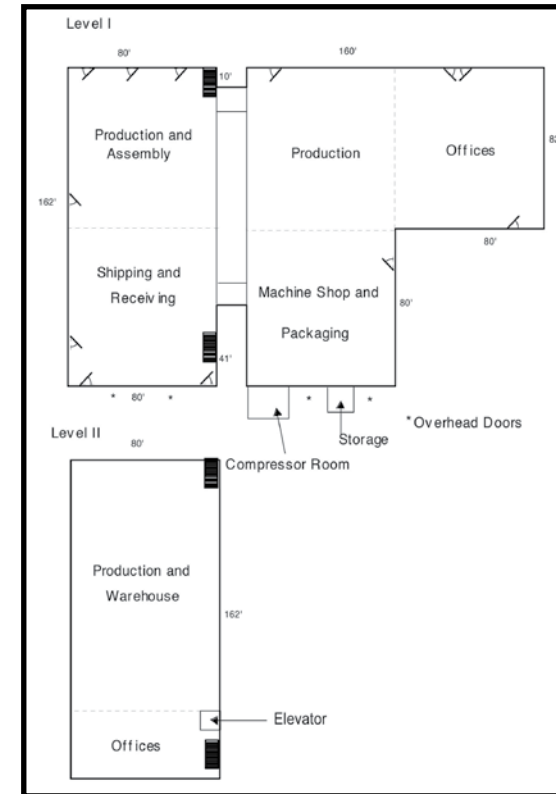 Level I
80'
160'
10'
Production and
Assembly
Production
Offices
82
162'
80'
Shipping and
Receiving
Machine Shop and
Packaging
80'
41'
* 80' *
* *
*Overhead Doors
Storage
Compressor Room
Level II
80'
Production and
Warehouse
162'
Elevator
Offices